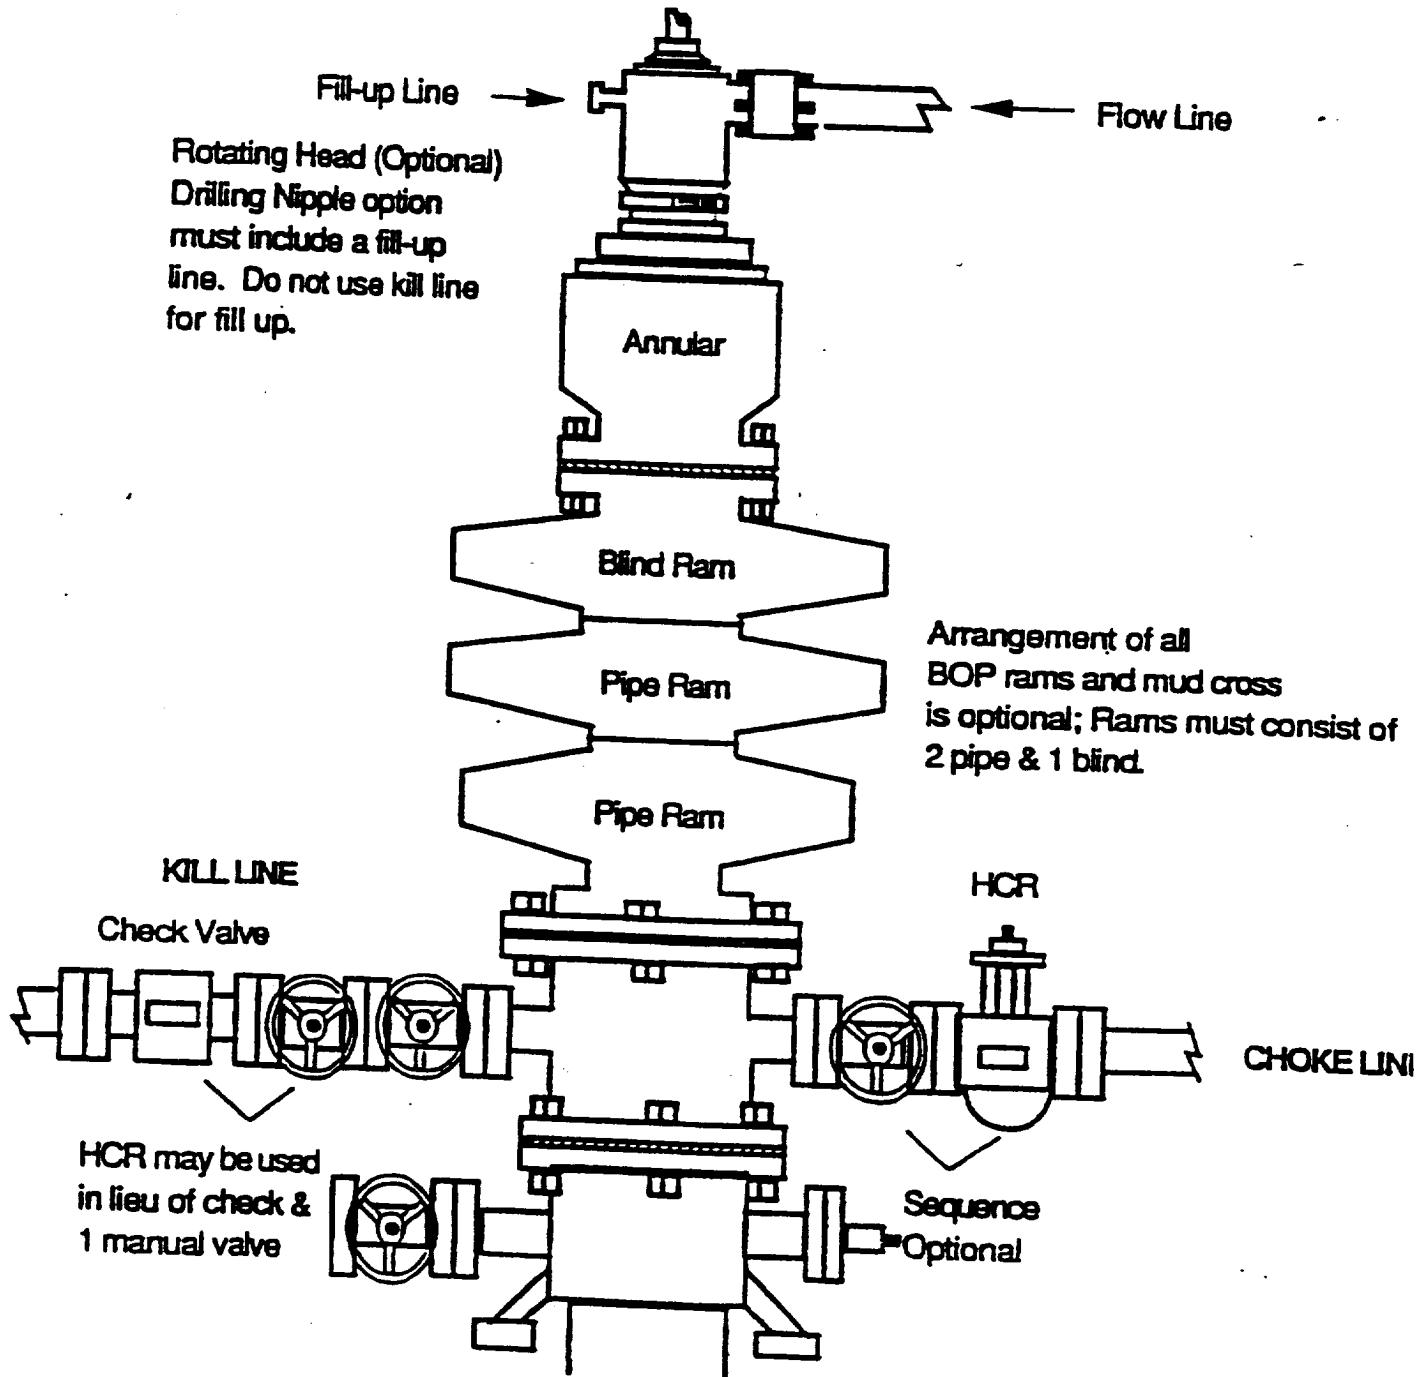 Fill-up Line
Flow Line
Rotating Head (Optional)
Drilling Nipple option
must include a fill-up
line. Do not use kill line
for fill up.
Annular
Blind Ram
Pipe Ram
Arrangement of all
BOP rams and mud cross
is optional; Rams must consist of
2 pipe & 1 blind.
Pipe Ram
KILL LINE
Check Valve
HCR
CHOKE LINE
HCR may be used
in lieu of check &
1 manual valve
Sequence
Optional